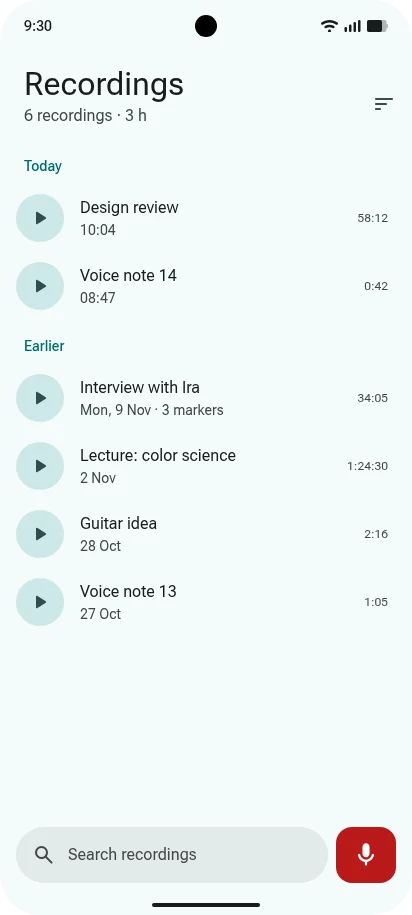 9:30
Recordings
6 recordings · 3 h
Today
Design review
10:04
58:12
Voice note 14
08:47
0:42
Earlier
Interview with Ira
Mon, 9 Nov · 3 markers
34:05
Lecture: color science
2 Nov
1:24:30
Guitar idea
28 Oct
2:16
Voice note 13
27 Oct
1:05
Search recordings